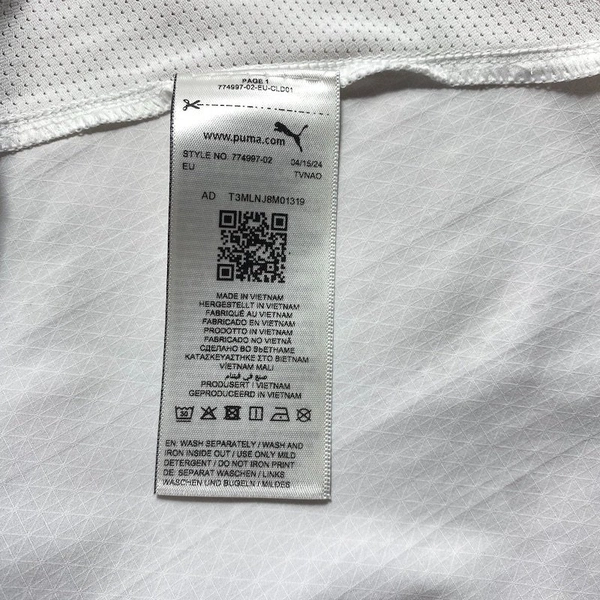 PAGE 1
774997-02-EU-CLD01
www.puma.com
STYLE NO. 774997-02 04/15/24
EU TVNAO
AD T3MLNJ8M01319
MADE IN VIETNAM
HERGESTELLT IN VIETNAM
FABRIQUÉ AU VIETNAM
FABRICADO EN VIETNAM
PRODOTTO IN VIETNAM
FABRICADO NO VIETNÃ
СДЕЛАНО ВО ВЬЕТНАМЕ
ΚΑΤΑΣΚΕΥΑΣΤΗΚΕ ΣΤΟ ΒΙΕΤΝΑΜ
VIETNAM MALI
صنع في فيتنام
PRODUSERT I VIETNAM
GEPRODUCEERD IN VIETNAM
30
EN: WASH SEPARATELY / WASH AND
IRON INSIDE OUT / USE ONLY MILD
DETERGENT / DO NOT IRON PRINT
DE: SEPARAT WASCHEN / LINKS
WASCHEN UND BÜGELN / MILDES